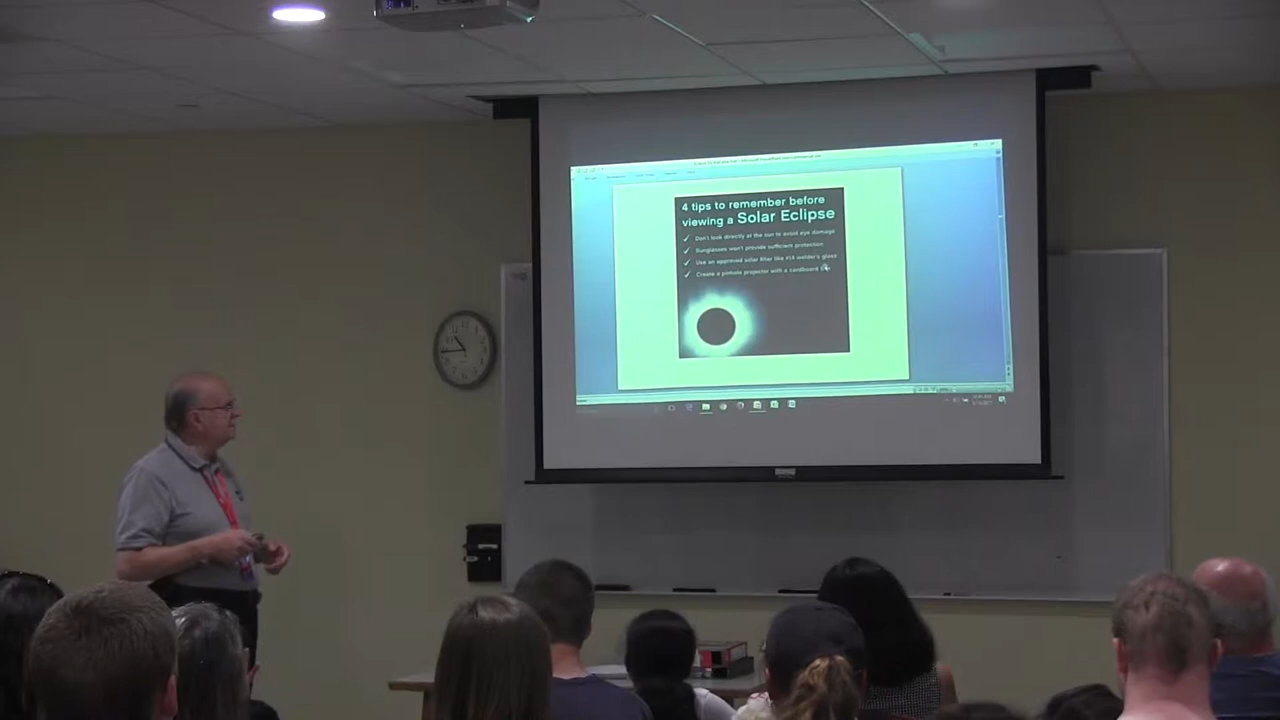 4 tips to remember before
viewing a Solar Eclipse
✓ Don't look directly at the sun to avoid eye damage
✓ Sunglasses won't provide sufficient protection
✓ Use an approved solar filter like #14 welder's glass
✓ Create a pinhole projector with a cardboard